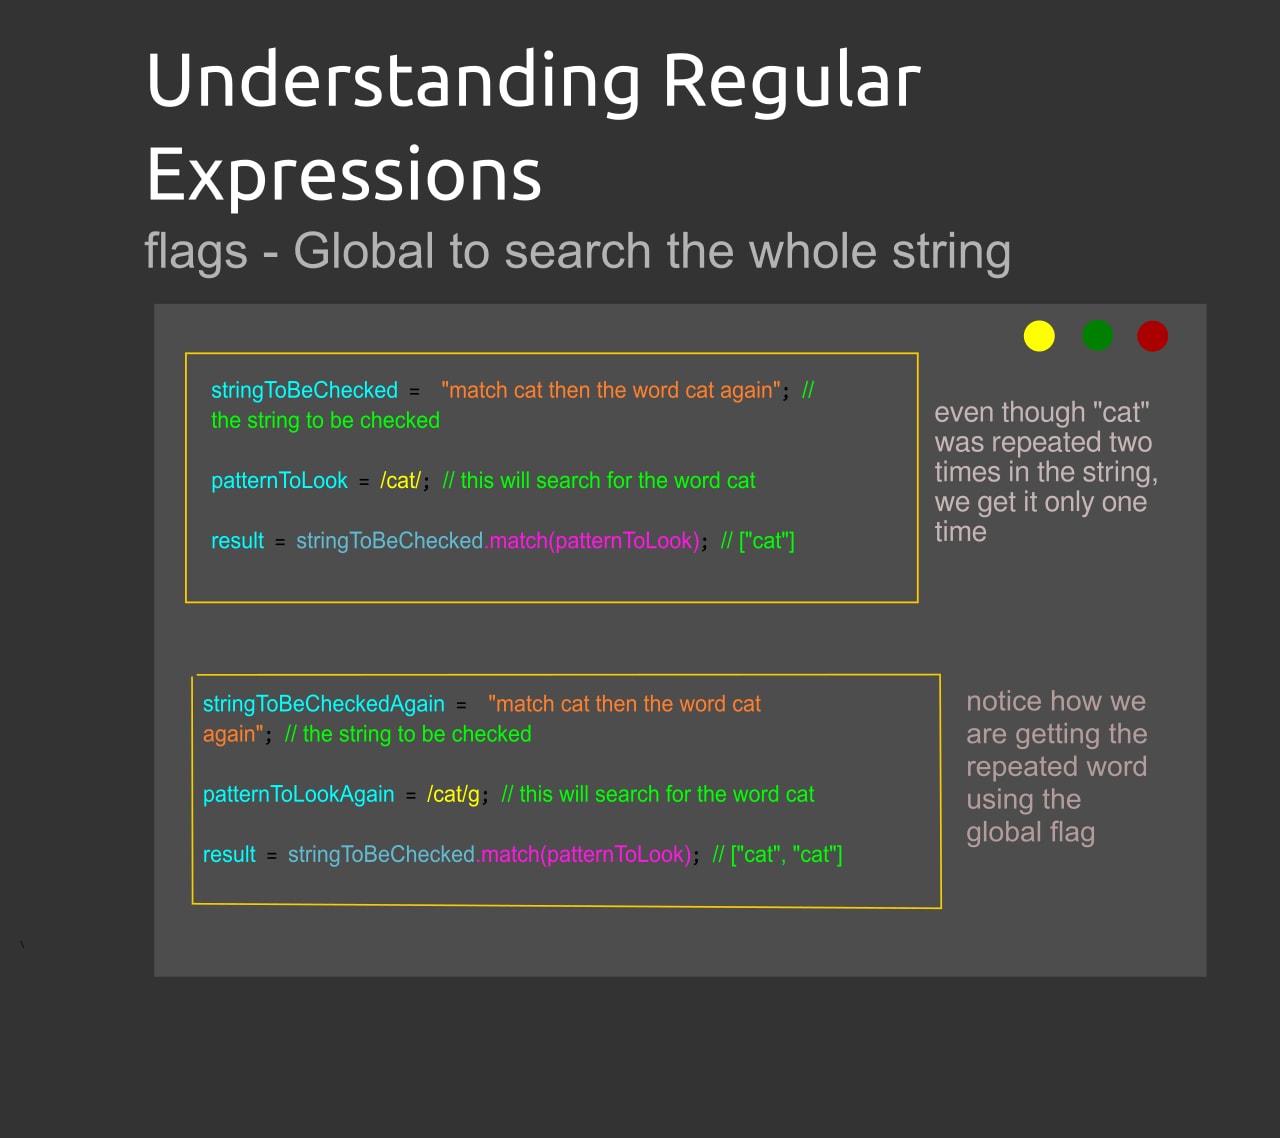 Understanding Regular
Expressions
flags - Global to search the whole string
stringToBeChecked = "match cat then the word cat again"; //
the string to be checked
patternToLook = /cat/; // this will search for the word cat
result = stringToBeChecked.match(patternToLook); // ["cat"]
even though "cat"
was repeated two
times in the string,
we get it only one
time
stringToBeCheckedAgain = "match cat then the word cat
again"; // the string to be checked
patternToLookAgain = /cat/g; // this will search for the word cat
result = stringToBeChecked.match(patternToLook); // ["cat", "cat"]
notice how we
are getting the
repeated word
using the
global flag
\